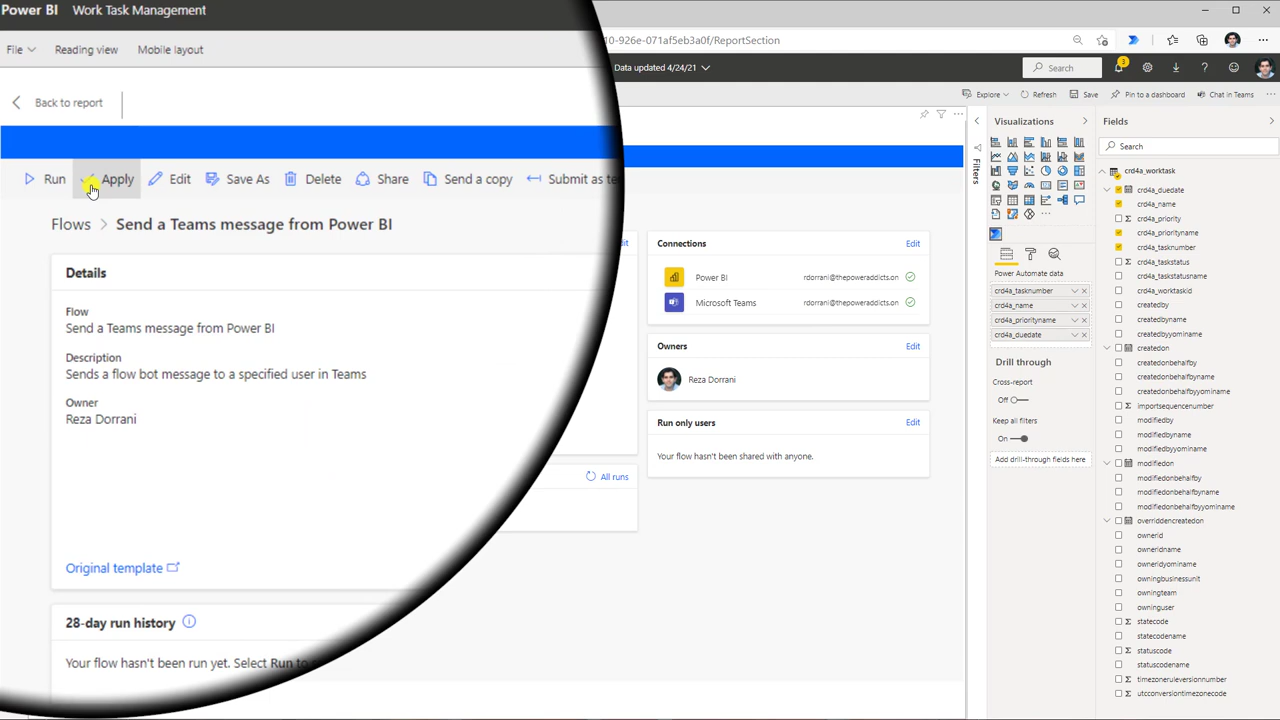 Power BI Work Task Management
File Reading view Mobile layout
10-926e-071af5eb3a0f/ReportSection
Data updated 4/24/21
Search
3
Explore Refresh Save Pin to a dashboard Chat in Teams
Back to report
Run Apply Edit Save As Delete Share Send a copy Submit as te
Flows > Send a Teams message from Power BI
Details
Flow
Send a Teams message from Power BI
Description
Sends a flow bot message to a specified user in Teams
Owner
Reza Dorrani
Original template
28-day run history
Your flow hasn't been run yet. Select Run to
All runs
Connections Edit
Power BI rdorrani@thepoweraddicts.on
Microsoft Teams rdorrani@thepoweraddicts.on
Owners Edit
Reza Dorrani
Run only users Edit
Your flow hasn't been shared with anyone.
Filters
Visualizations
Power Automate data
crd4a_tasknumber
crd4a_name
crd4a_priorityname
crd4a_duedate
Drill through
Cross-report
Off
Keep all filters
On
Add drill-through fields here
Fields
Search
crd4a_worktask
crd4a_duedate
crd4a_name
crd4a_priority
crd4a_priorityname
crd4a_tasknumber
crd4a_taskstatus
crd4a_taskstatusname
crd4a_worktaskid
createdby
createdbyname
createdbyyominame
createdon
createdonbehalfby
createdonbehalfbyname
createdonbehalfbyyominame
importsequencenumber
modifiedby
modifiedbyname
modifiedbyyominame
modifiedon
modifiedonbehalfby
modifiedonbehalfbyname
modifiedonbehalfbyyominame
overriddencreatedon
ownerid
owneridname
owneridyominame
owningbusinessunit
owningteam
owninguser
statecode
statecodename
statuscode
statuscodename
timezoneruleversionnumber
utcconversiontimezonecode